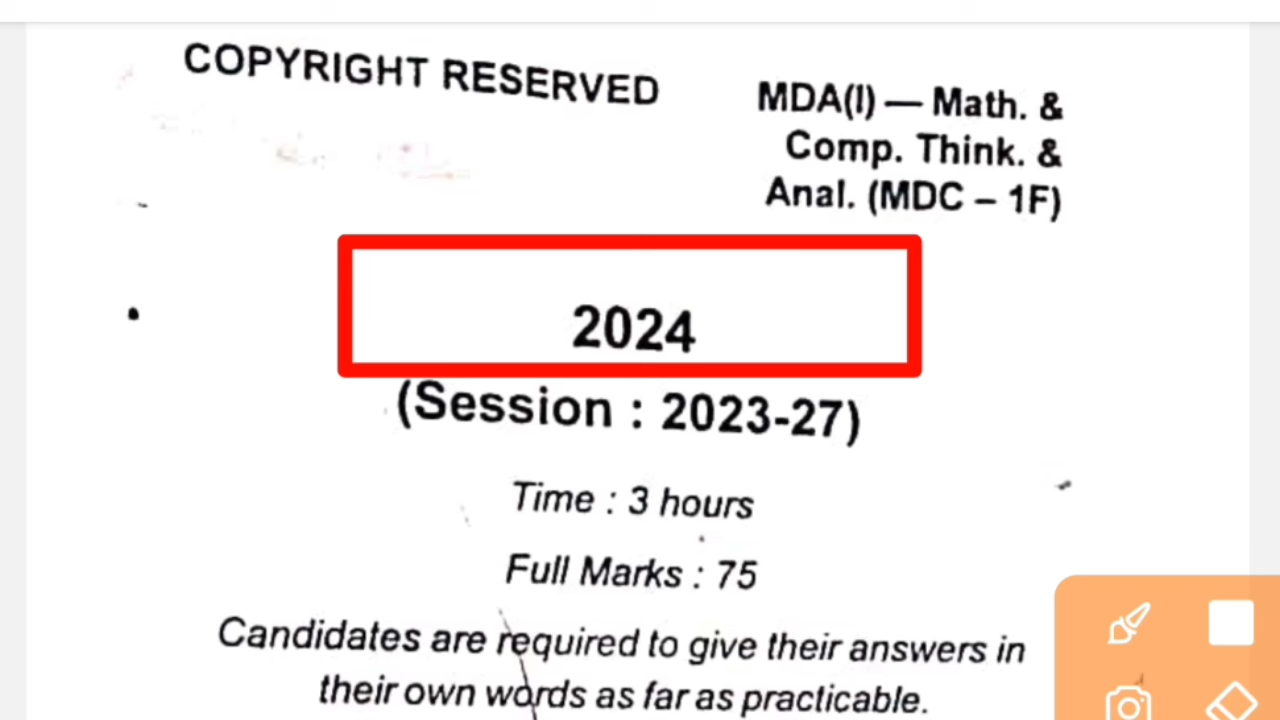 COPYRIGHT RESERVED
MDA(I) — Math. &
Comp. Think. &
Anal. (MDC – 1F)
2024
(Session : 2023-27)
Time : 3 hours
Full Marks : 75
Candidates are required to give their answers in
their own words as far as practicable.